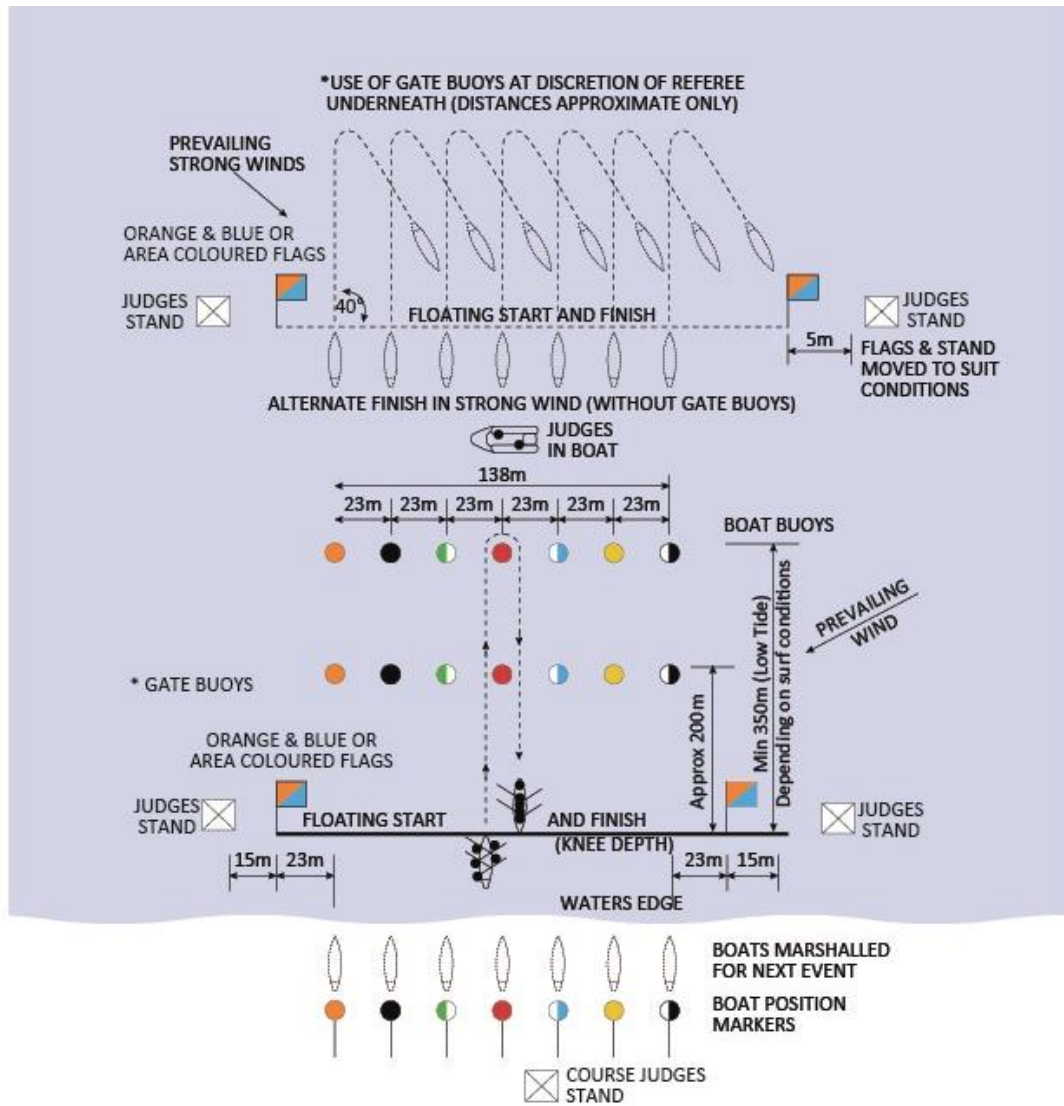 *USE OF GATE BUOYS AT DISCRETION OF REFEREE
UNDERNEATH (DISTANCES APPROXIMATE ONLY)
PREVAILING
STRONG WINDS
ORANGE & BLUE OR
AREA COLOURED FLAGS
JUDGES
STAND
40°
FLOATING START AND FINISH
JUDGES
STAND
5m
FLAGS & STAND
MOVED TO SUIT
CONDITIONS
ALTERNATE FINISH IN STRONG WIND (WITHOUT GATE BUOYS)
JUDGES
IN BOAT
138m
23m 23m 23m 23m 23m 23m
BOAT BUOYS
PREVAILING
WIND
Min 350m (Low Tide)
Depending on surf conditions
* GATE BUOYS
Approx 200m
ORANGE & BLUE OR
AREA COLOURED FLAGS
JUDGES
STAND
FLOATING START
AND FINISH
(KNEE DEPTH)
JUDGES
STAND
15m 23m
23m 15m
WATERS EDGE
BOATS MARSHALLED
FOR NEXT EVENT
BOAT POSITION
MARKERS
COURSE JUDGES
STAND